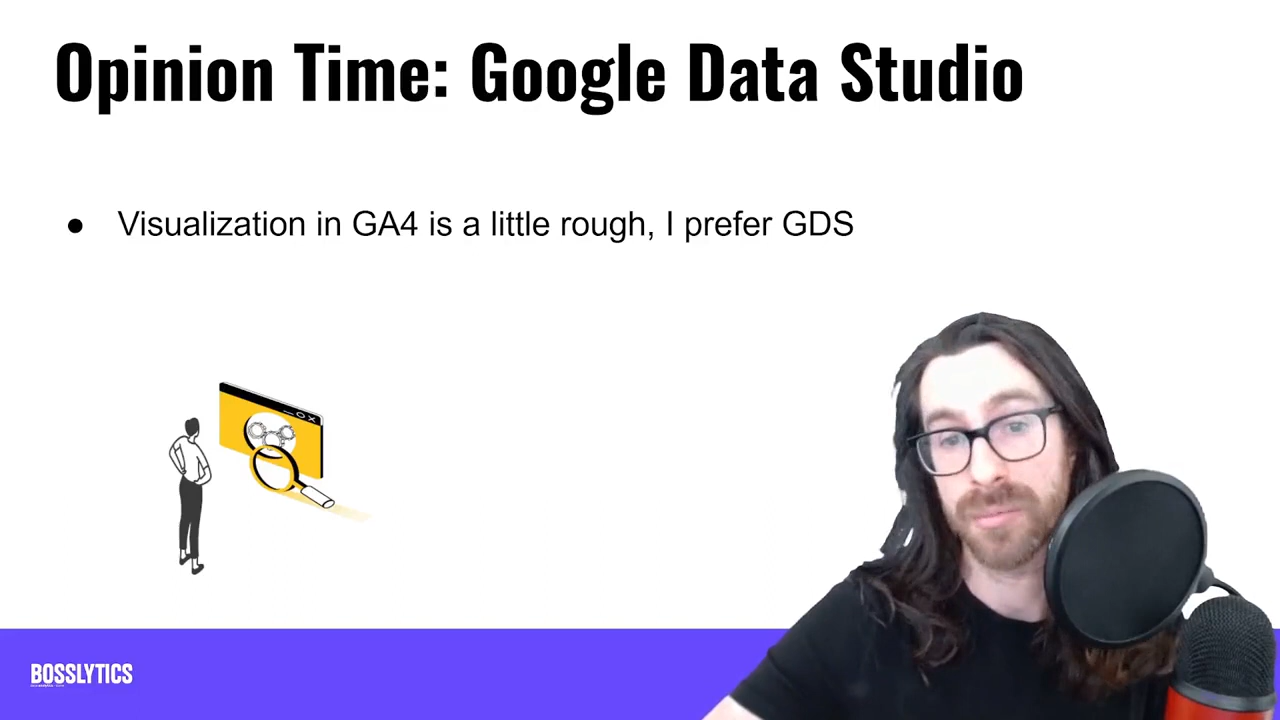 Opinion Time: Google Data Studio
● Visualization in GA4 is a little rough, I prefer GDS
BOSSLYTICS